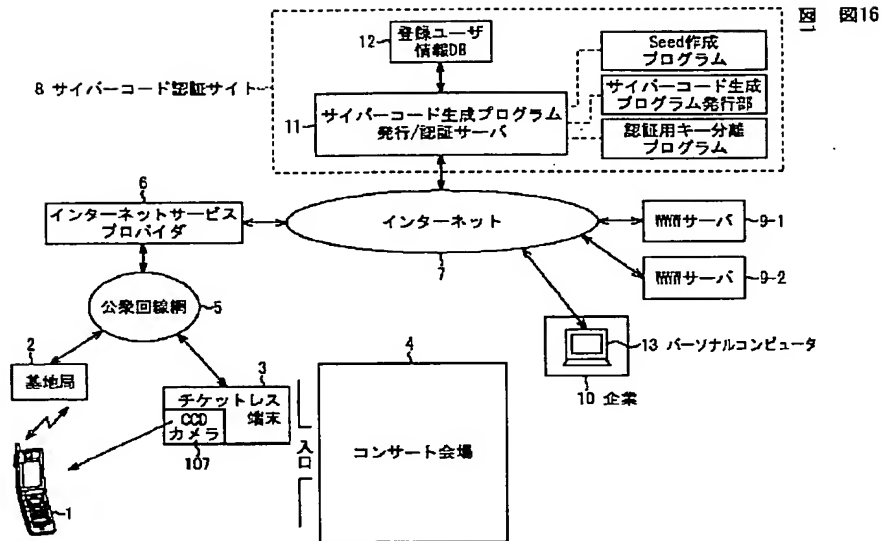 図1
図16
12
登録ユーザ
情報DB
Seed作成
プログラム
8 サイバーコード認証サイト
サイバーコード生成
プログラム発行部
11
サイバーコード生成プログラム
発行/認証サーバ
認証用キー分離
プログラム
6
インターネットサービス
プロバイダ
インターネット
7
WWWサーバ
9-1
WWWサーバ
9-2
公衆回線網
5
13 パーソナルコンピュータ
10 企業
2
基地局
3
チケットレス
端末
CCD
カメラ
107
入口
4
コンサート会場
1